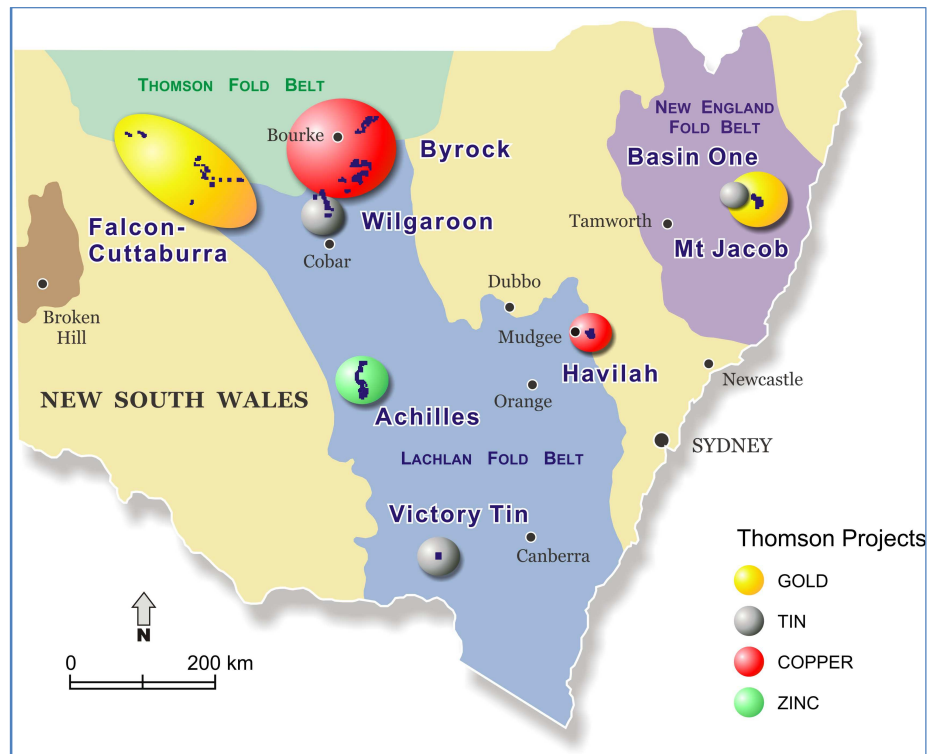 THOMSON FOLD BELT
NEW ENGLAND
FOLD BELT
Bourke
Byrock
Basin One
Falcon-
Cuttaburra
Wilgaroon
Tamworth
Mt Jacob
Cobar
Dubbo
Broken
Hill
Mudgee
Havilah
Newcastle
NEW SOUTH WALES
Achilles
Orange
SYDNEY
LACHLAN FOLD BELT
Victory Tin
Canberra
Thomson Projects
GOLD
TIN
COPPER
ZINC
N
0 200 km